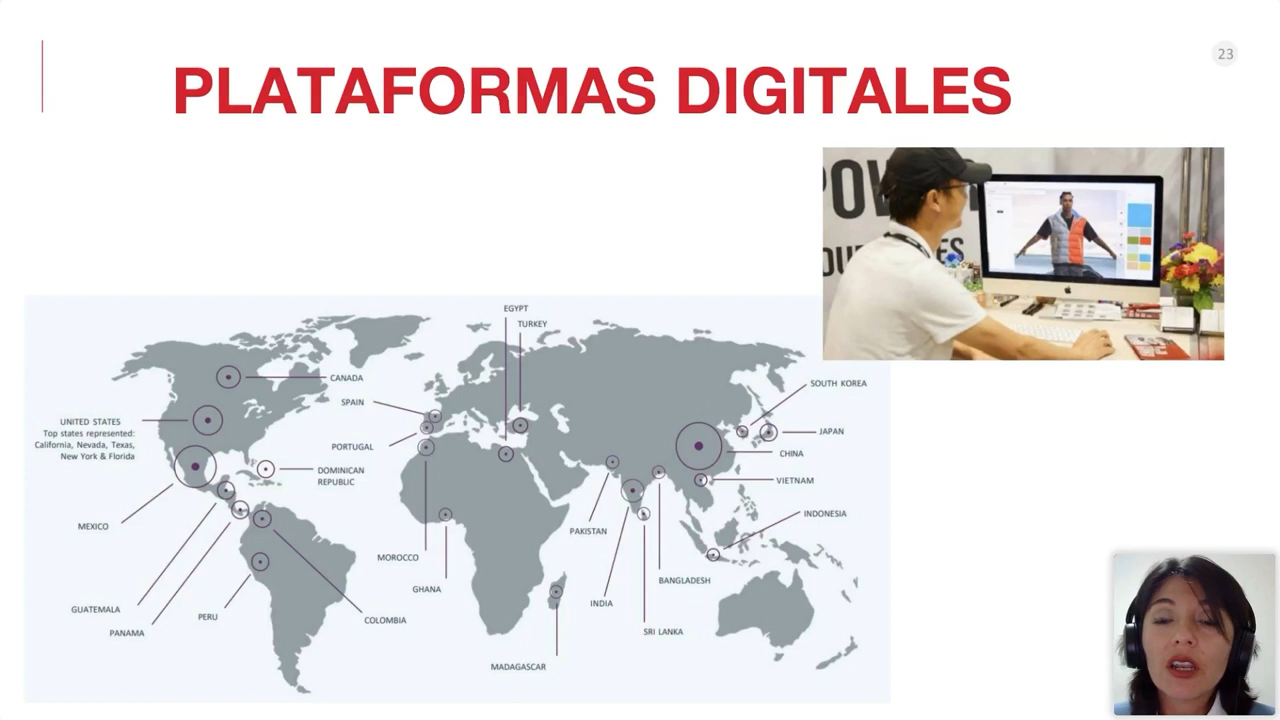 23
PLATAFORMAS DIGITALES
EGYPT
TURKEY
CANADA
SPAIN
SOUTH KOREA
UNITED STATES
Top states represented:
California, Nevada, Texas,
New York & Florida
PORTUGAL
JAPAN
CHINA
DOMINICAN
REPUBLIC
VIETNAM
MEXICO
PAKISTAN
INDONESIA
MOROCCO
GHANA
BANGLADESH
INDIA
GUATEMALA
PERU
COLOMBIA
PANAMA
SRI LANKA
MADAGASCAR